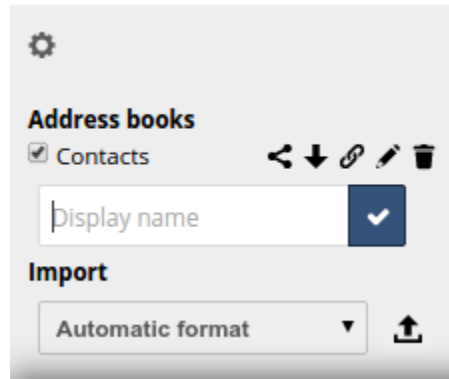 Address books
Contacts
Display name
Import
Automatic format